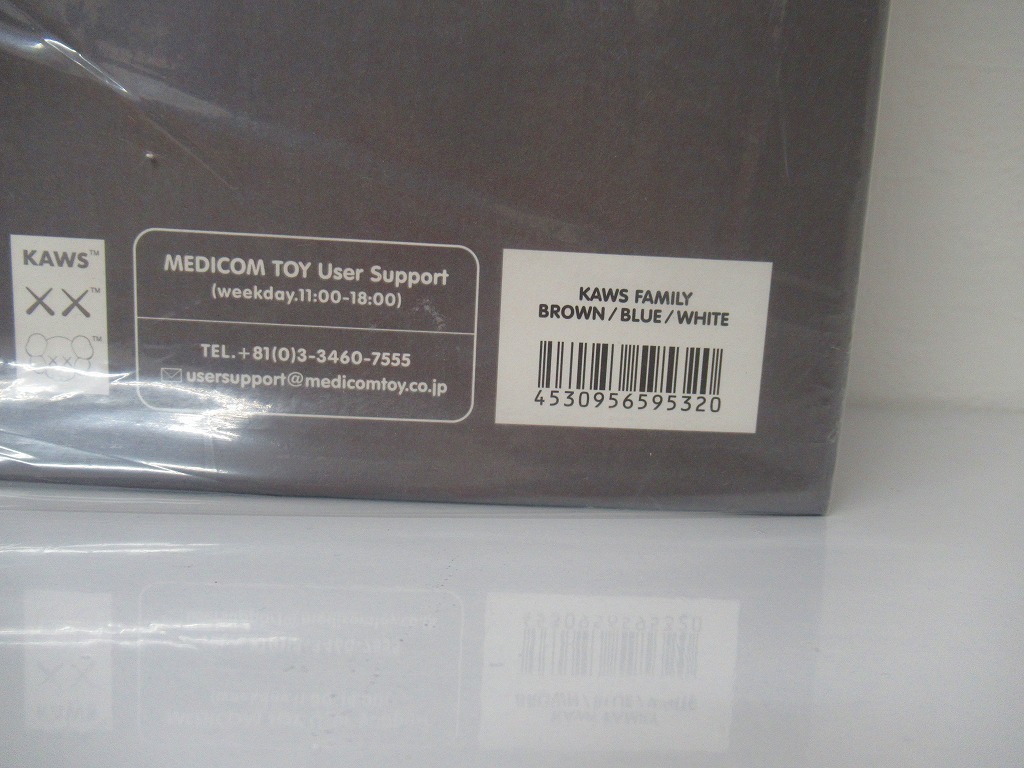 KAWS™
XX™
™
MEDICOM TOY User Support
(weekday.11:00-18:00)
TEL.+81(0)3-3460-7555
usersupport@medicomtoy.co.jp
KAWS FAMILY
BROWN/BLUE/WHITE
4530956595320